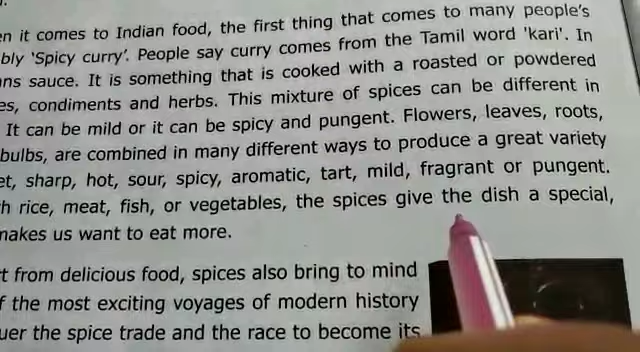 en it comes to Indian food, the first thing that comes to many people's
bly 'Spicy curry'. People say curry comes from the Tamil word 'kari'. In
ns sauce. It is something that is cooked with a roasted or powdered
es, condiments and herbs. This mixture of spices can be different in
It can be mild or it can be spicy and pungent. Flowers, leaves, roots,
bulbs, are combined in many different ways to produce a great variety
et, sharp, hot, sour, spicy, aromatic, tart, mild, fragrant or pungent.
h rice, meat, fish, or vegetables, the spices give the dish a special,
makes us want to eat more.
t from delicious food, spices also bring to mind
f the most exciting voyages of modern history
uer the spice trade and the race to become its